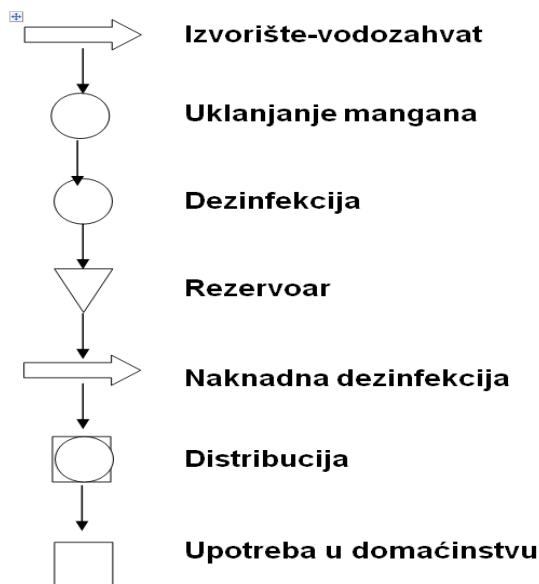 Izvorište-vodozahvat
Uklanjanje mangana
Dezinfekcija
Rezervoar
Naknadna dezinfekcija
Distribucija
Upotreba u domaćinstvu